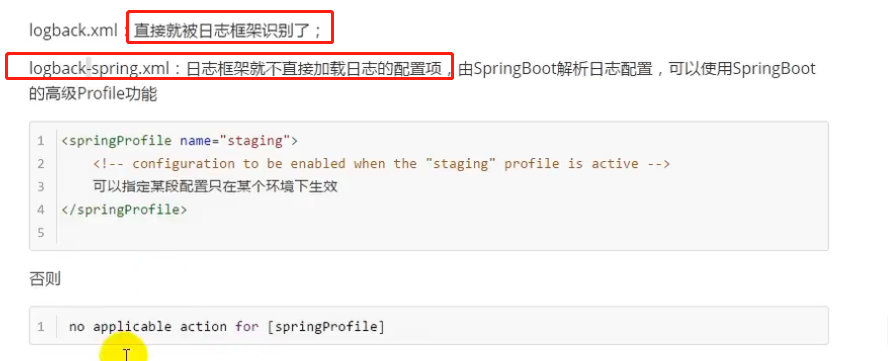 logback.xml：直接就被日志框架识别了；
logback-spring.xml：日志框架就不直接加载日志的配置项，由SpringBoot解析日志配置，可以使用SpringBoot
的高级Profile功能
1 <springProfile name="staging">
2 <!-- configuration to be enabled when the "staging" profile is active -->
3 可以指定某段配置只在某个环境下生效
4 </springProfile>
5
否则
1 no applicable action for [springProfile]